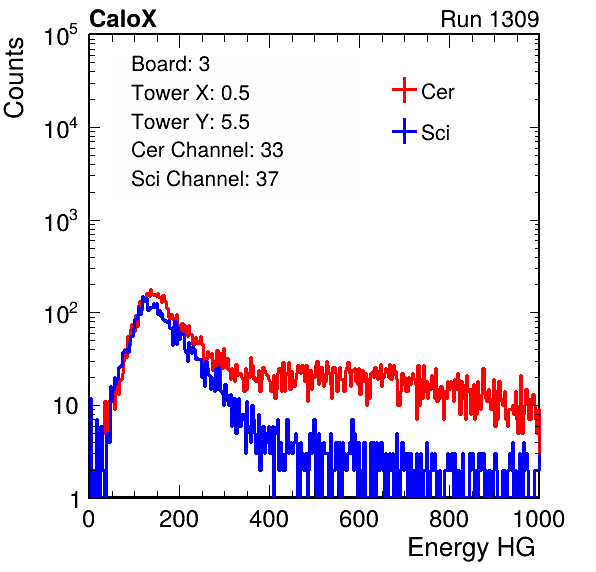 CaloX Run 1309
Counts
Board: 3
Tower X: 0.5
Tower Y: 5.5
Cer Channel: 33
Sci Channel: 37
Cer
Sci
10^5
10^4
10^3
10^2
10
1
0 200 400 600 800 1000
Energy HG